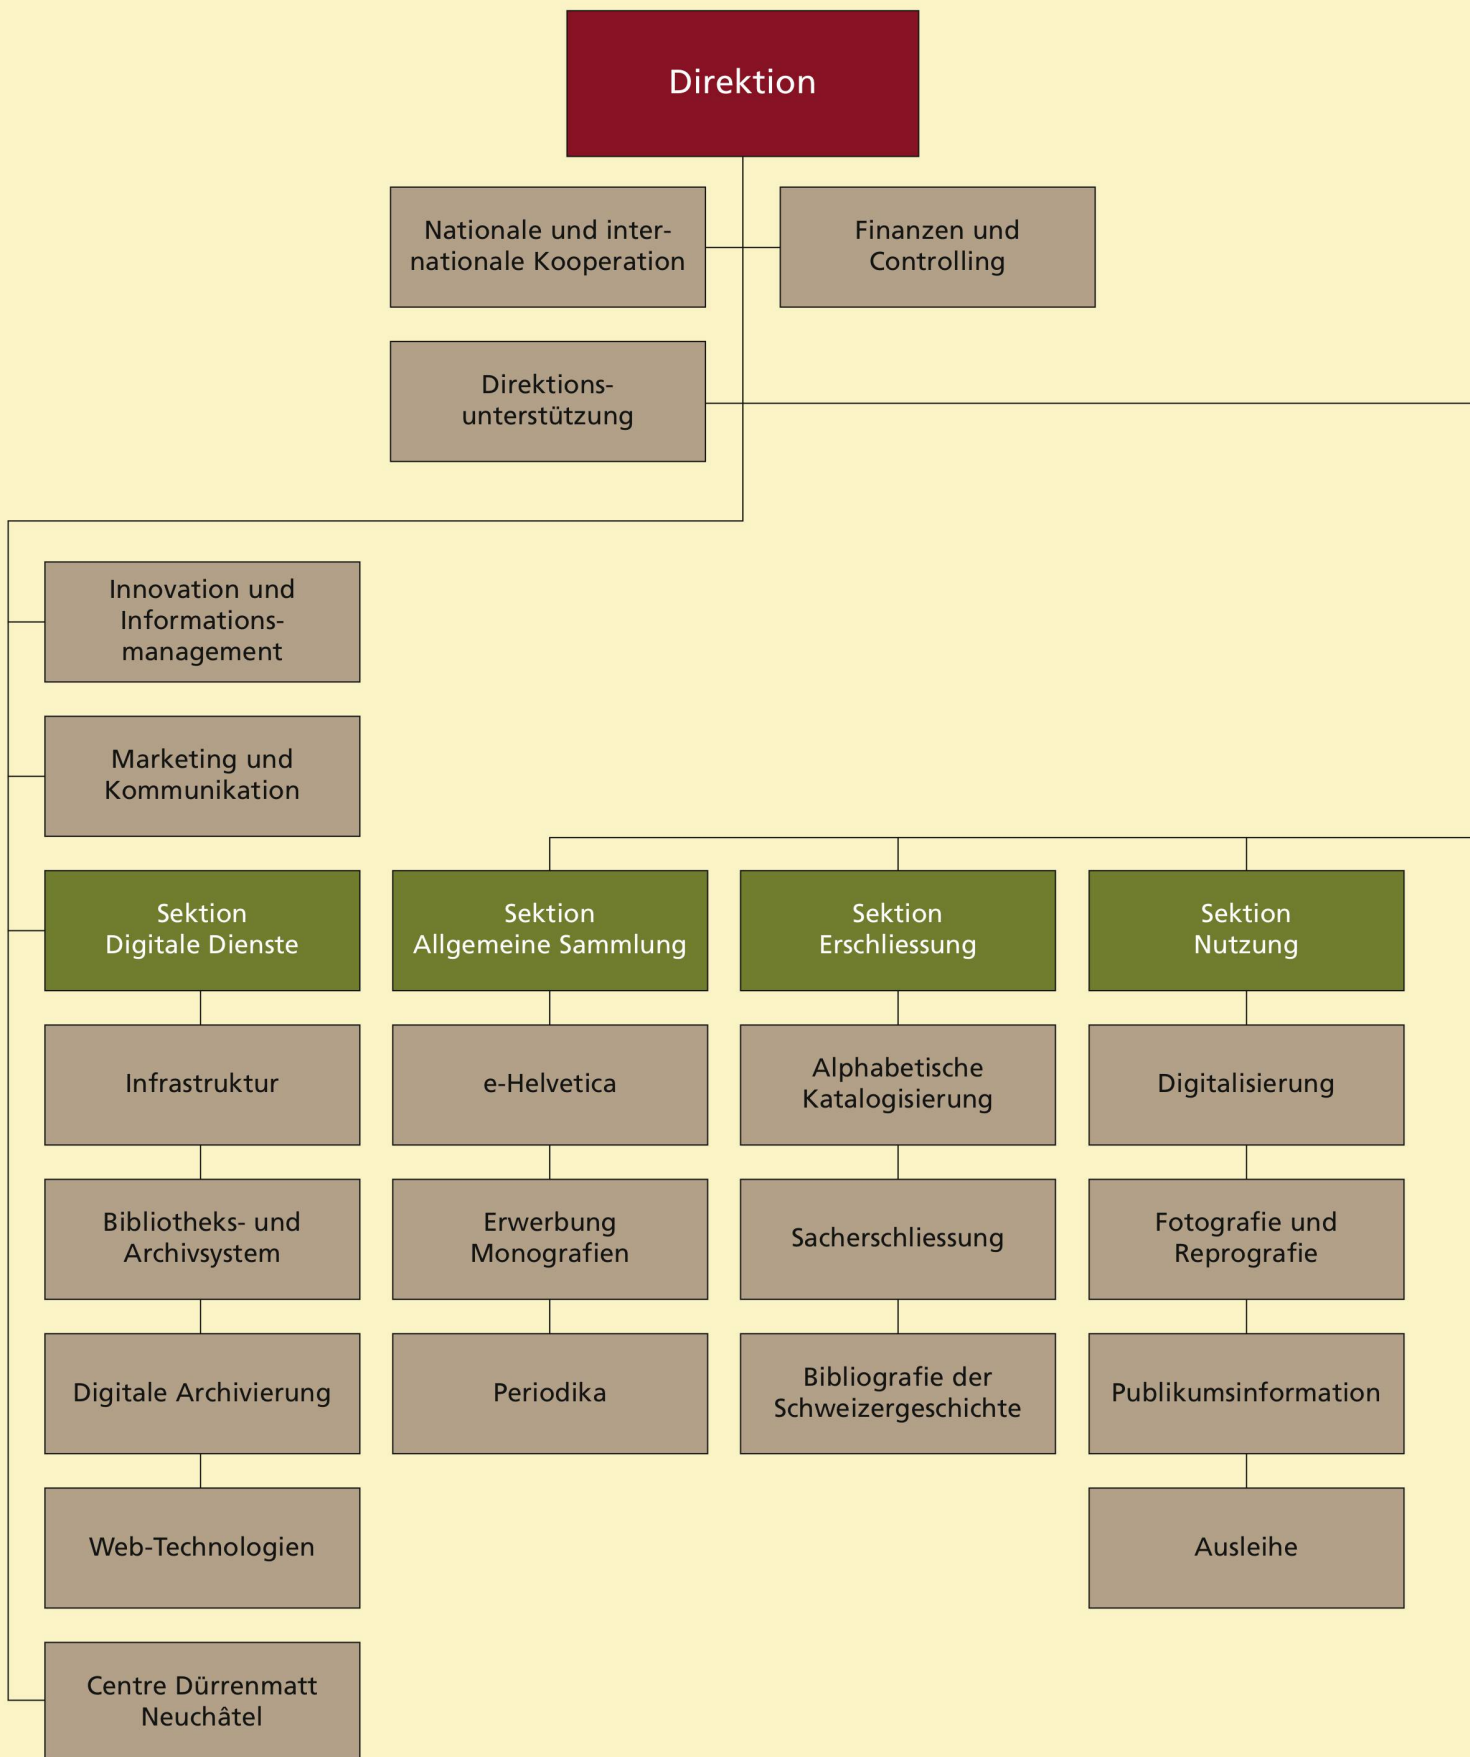 Direktion
Nationale und inter-
nationale Kooperation
Finanzen und
Controlling
Direktions-
unterstützung
Innovation und
Informations-
management
Marketing und
Kommunikation
Sektion
Digitale Dienste
Infrastruktur
Bibliotheks- und
Archivsystem
Digitale Archivierung
Web-Technologien
Centre Dürrenmatt
Neuchâtel
Sektion
Allgemeine Sammlung
e-Helvetica
Erwerbung
Monografien
Periodika
Sektion
Erschliessung
Alphabetische
Katalogisierung
Sacherschliessung
Bibliografie der
Schweizergeschichte
Sektion
Nutzung
Digitalisierung
Fotografie und
Reprografie
Publikumsinformation
Ausleihe